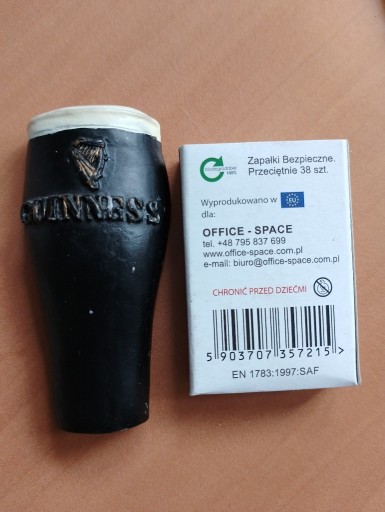 GUINNESS
Zapałki Bezpieczne.
Przeciętnie 38 szt.
Wyprodukowano w EU
dla:
OFFICE - SPACE
tel. +48 795 837 699
www.office-space.com.pl
e-mail: biuro@office-space.com.pl
CHRONIĆ PRZED DZIEĆMI
5 903707 357215 >
EN 1783:1997:SAF